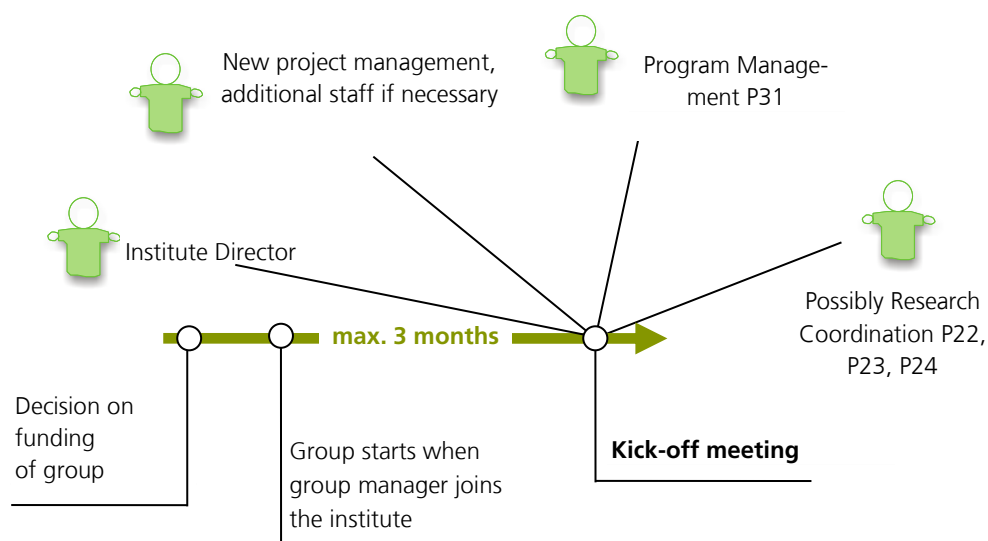 New project management,
additional staff if necessary
Program Manage-
ment P31
Institute Director
Possibly Research
Coordination P22,
P23, P24
max. 3 months
Decision on
funding
of group
Group starts when
group manager joins
the institute
Kick-off meeting